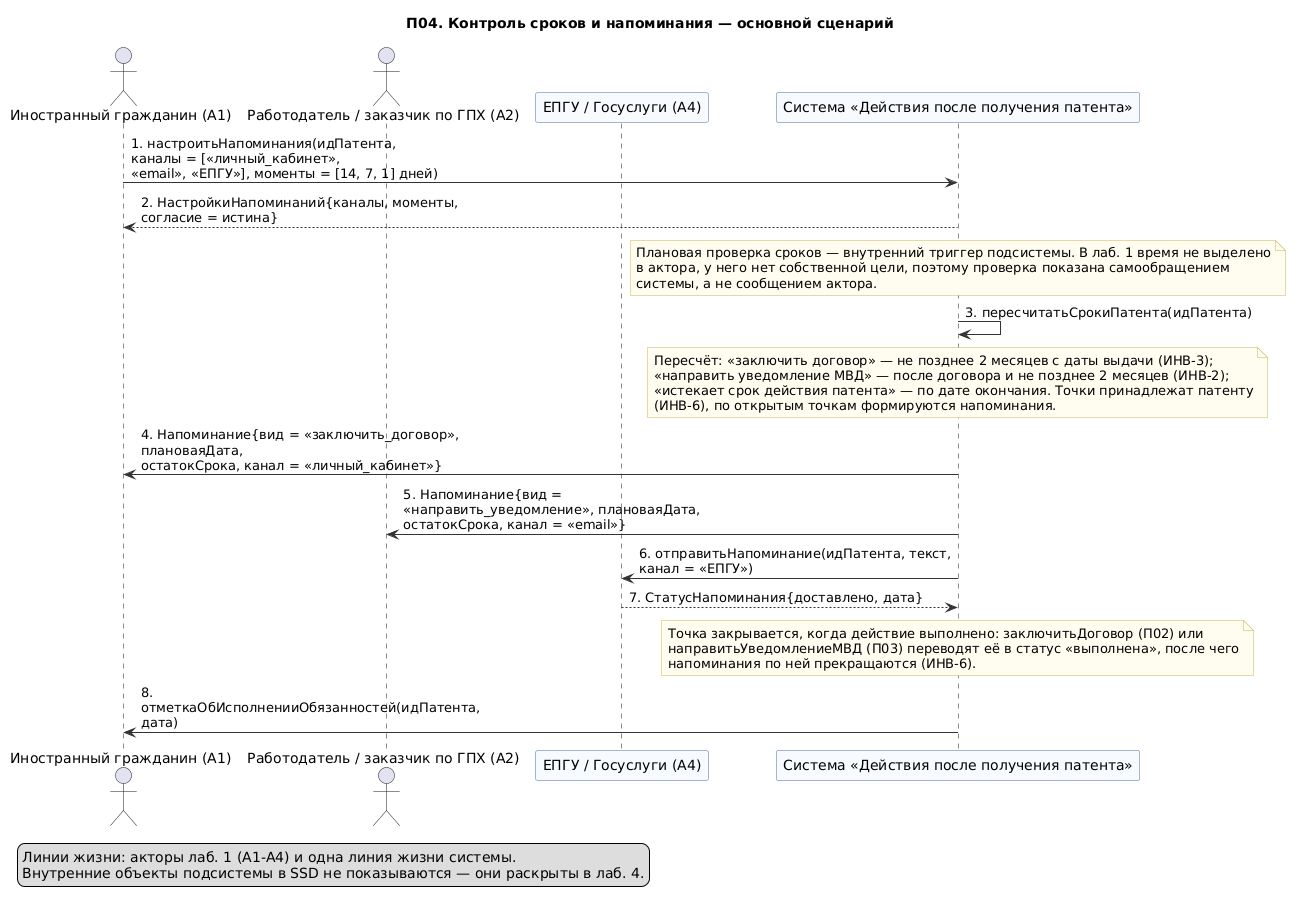 П04. Контроль сроков и напоминания — основной сценарий
Иностранный гражданин (А1)
Работодатель / заказчик по ГПХ (А2)
ЕПГУ / Госуслуги (А4)
Система «Действия после получения патента»
1. настроитьНапоминания(идПатента,
каналы = [«личный_кабинет»,
«email», «ЕПГУ»], моменты = [14, 7, 1] дней)
2. НастройкиНапоминаний{каналы, моменты,
согласие = истина}
Плановая проверка сроков — внутренний триггер подсистемы. В лаб. 1 время не выделено
в актора, у него нет собственной цели, поэтому проверка показана самообращением
системы, а не сообщением актора.
3. пересчитатьСрокиПатента(идПатента)
Пересчёт: «заключить договор» — не позднее 2 месяцев с даты выдачи (ИНВ-3);
«направить уведомление МВД» — после договора и не позднее 2 месяцев (ИНВ-2);
«истекает срок действия патента» — по дате окончания. Точки принадлежат патенту
(ИНВ-6), по открытым точкам формируются напоминания.
4. Напоминание{вид = «заключить_договор»,
плановаяДата,
остатокСрока, канал = «личный_кабинет»}
5. Напоминание{вид =
«направить_уведомление», плановаяДата,
остатокСрока, канал = «email»}
6. отправитьНапоминание(идПатента, текст,
канал = «ЕПГУ»)
7. СтатусНапоминания{доставлено, дата}
Точка закрывается, когда действие выполнено: заключитьДоговор (П02) или
направитьУведомлениеМВД (П03) переводят её в статус «выполнена», после чего
напоминания по ней прекращаются (ИНВ-6).
8.
отметкаОбИсполненииОбязанностей(идПатента,
дата)
Иностранный гражданин (А1)
Работодатель / заказчик по ГПХ (А2)
ЕПГУ / Госуслуги (А4)
Система «Действия после получения патента»
Линии жизни: акторы лаб. 1 (А1-А4) и одна линия жизни системы.
Внутренние объекты подсистемы в SSD не показываются — они раскрыты в лаб. 4.